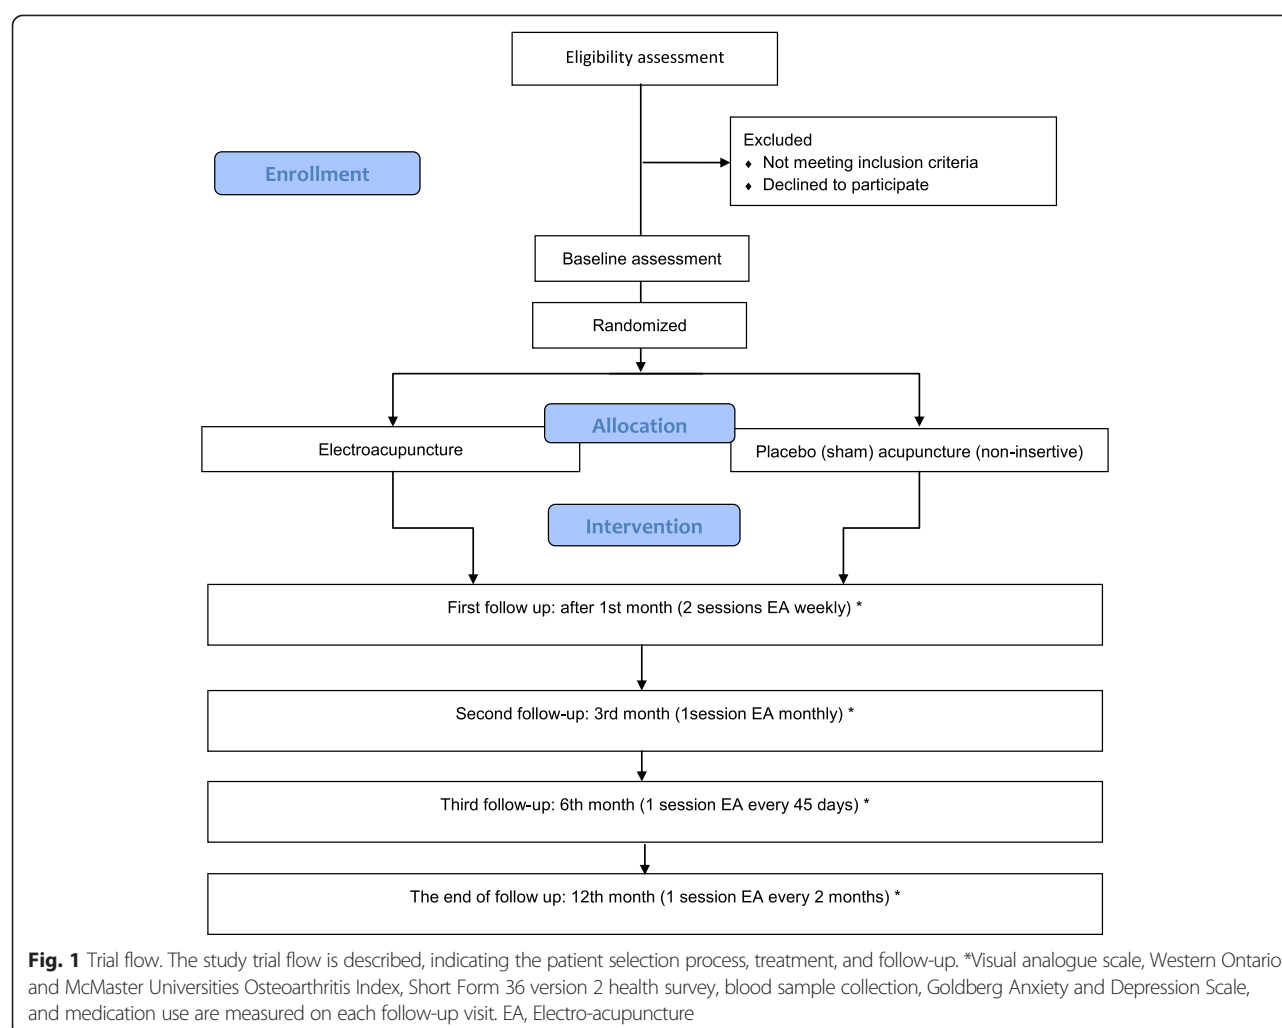 Eligibility assessment
Excluded
♦ Not meeting inclusion criteria
♦ Declined to participate
Enrollment
Baseline assessment
Randomized
Allocation
Electroacupuncture
Placebo (sham) acupuncture (non-insertive)
Intervention
First follow up: after 1st month (2 sessions EA weekly) *
Second follow-up: 3rd month (1session EA monthly) *
Third follow-up: 6th month (1 session EA every 45 days) *
The end of follow up: 12th month (1 session EA every 2 months) *
Fig. 1 Trial flow. The study trial flow is described, indicating the patient selection process, treatment, and follow-up. *Visual analogue scale, Western Ontario
and McMaster Universities Osteoarthritis Index, Short Form 36 version 2 health survey, blood sample collection, Goldberg Anxiety and Depression Scale,
and medication use are measured on each follow-up visit. EA, Electro-acupuncture